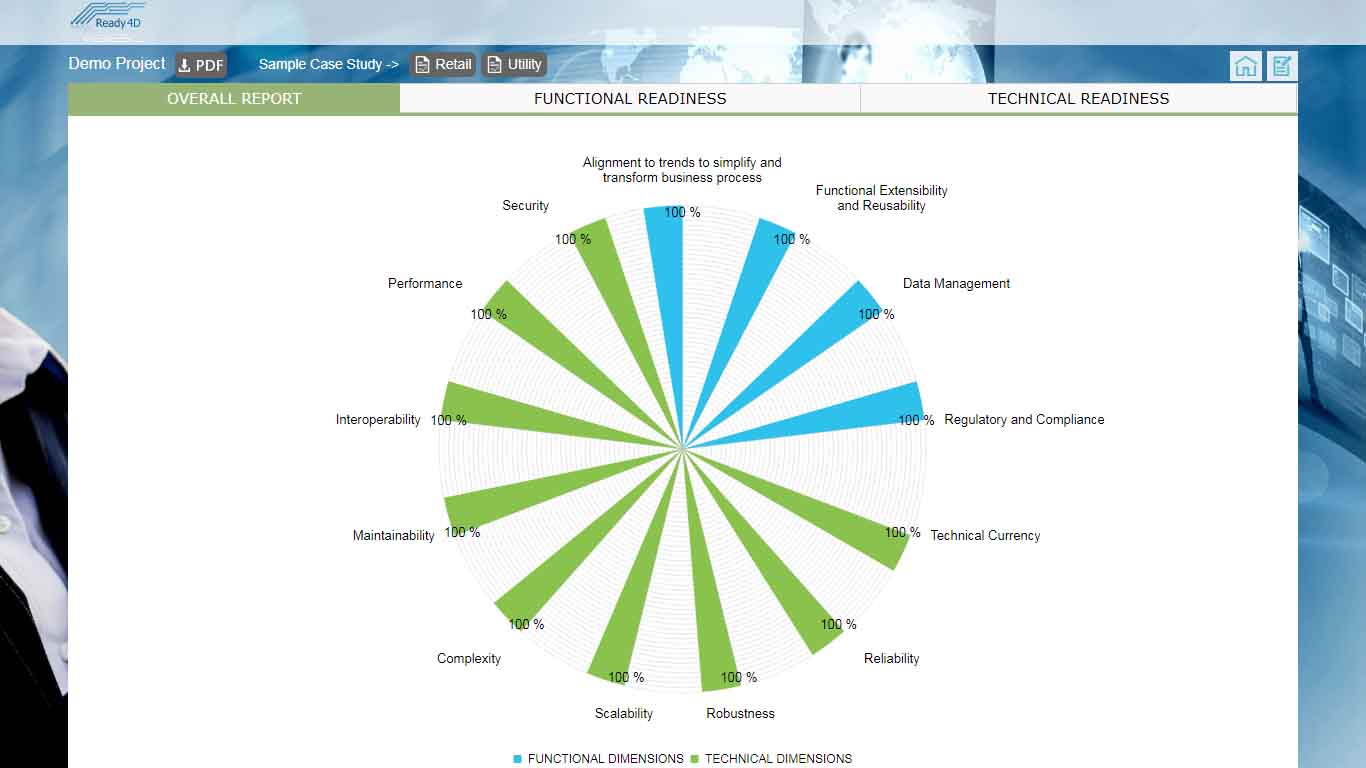 Ready4D
Demo Project
PDF
Sample Case Study ->
Retail
Utility
OVERALL REPORT
FUNCTIONAL READINESS
TECHNICAL READINESS
Alignment to trends to simplify and
transform business process
100 %
Functional Extensibility
and Reusability
100 %
Data Management
100 %
Regulatory and Compliance
100 %
Technical Currency
100 %
Reliability
100 %
Robustness
100 %
Scalability
100 %
Complexity
100 %
Maintainability
100 %
Interoperability
100 %
Performance
100 %
Security
100 %
FUNCTIONAL DIMENSIONS
TECHNICAL DIMENSIONS